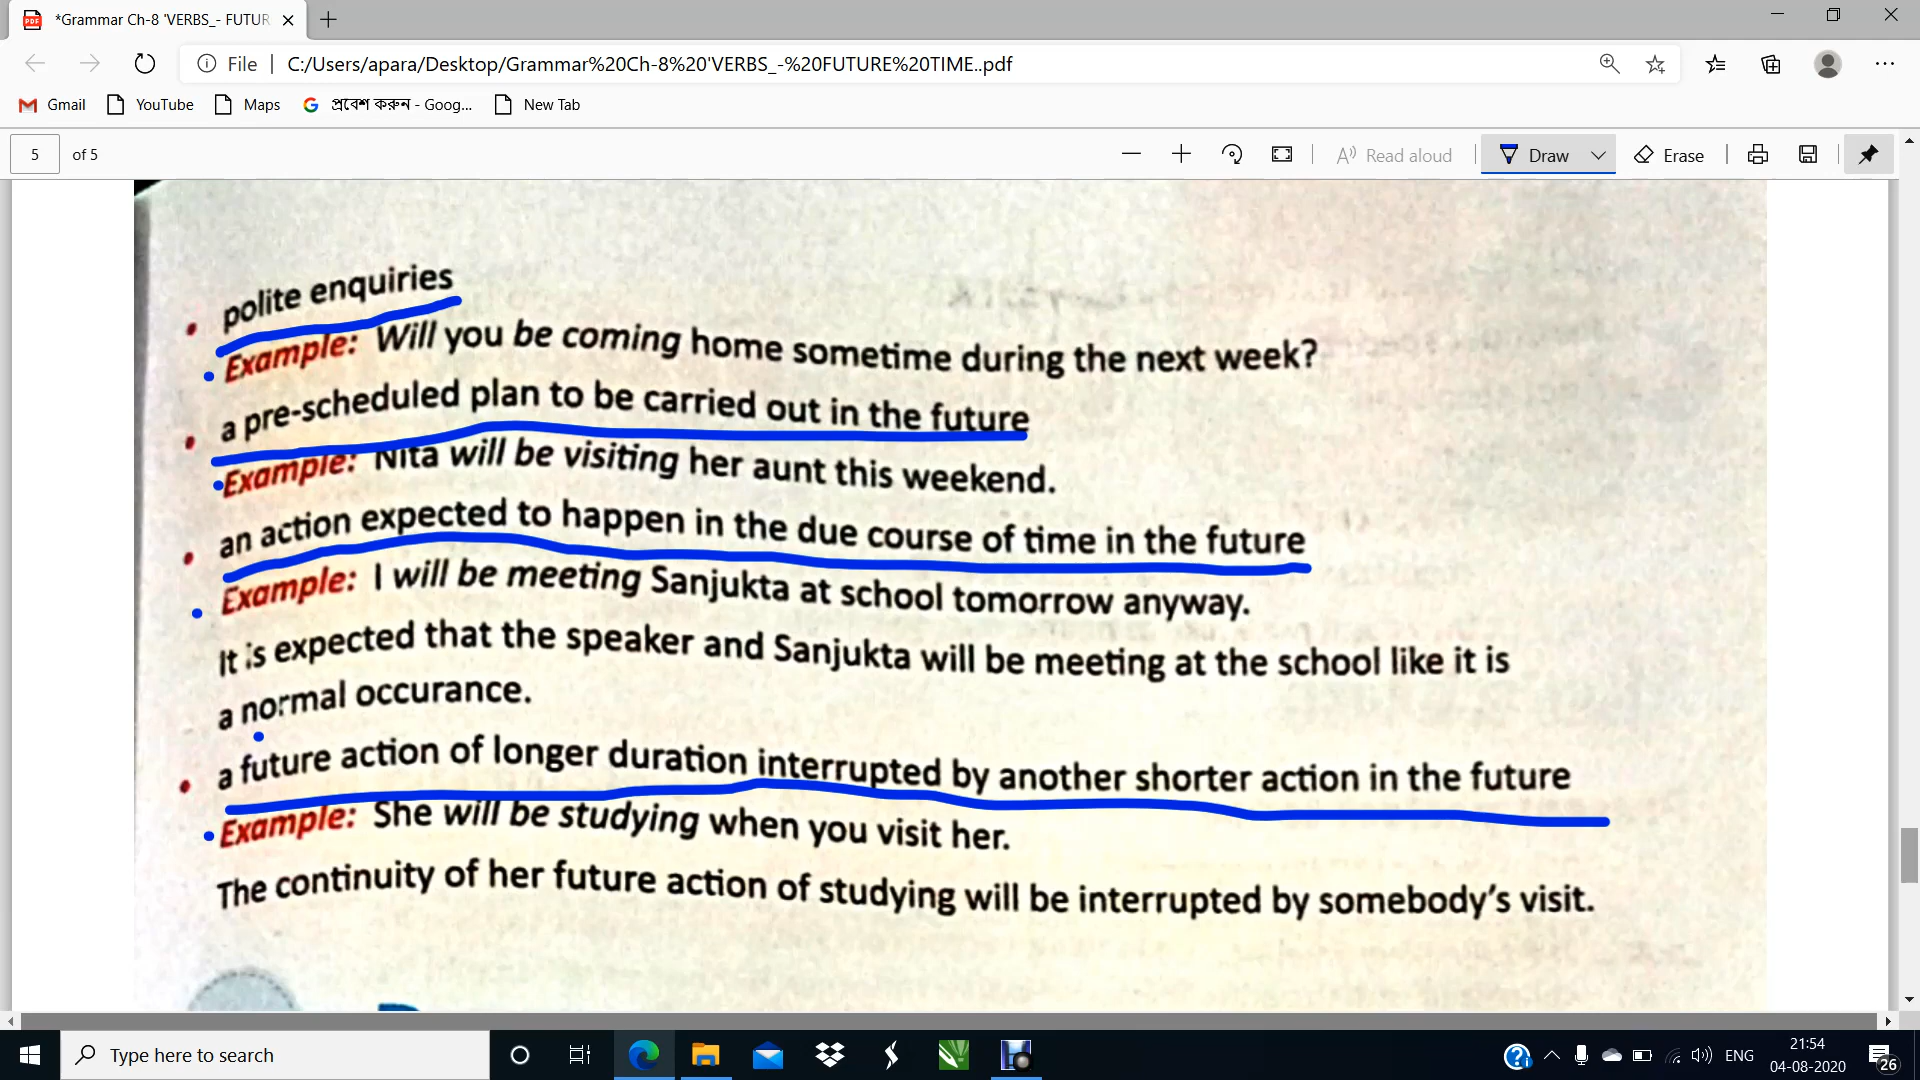 *Grammar Ch-8 'VERBS_- FUTUR
File C:/Users/apara/Desktop/Grammar%20Ch-8%20'VERBS_-%20FUTURE%20TIME..pdf
Gmail YouTube Maps প্রবেশ করুন - Goog... New Tab
5 of 5 Read aloud Draw Erase
• polite enquiries
Example: Will you be coming home sometime during the next week?
• a pre-scheduled plan to be carried out in the future
Example: Nita will be visiting her aunt this weekend.
• an action expected to happen in the due course of time in the future
Example: I will be meeting Sanjukta at school tomorrow anyway.
It is expected that the speaker and Sanjukta will be meeting at the school like it is
a normal occurance.
• a future action of longer duration interrupted by another shorter action in the future
Example: She will be studying when you visit her.
The continuity of her future action of studying will be interrupted by somebody's visit.
Type here to search ENG 21:54
04-08-2020 26